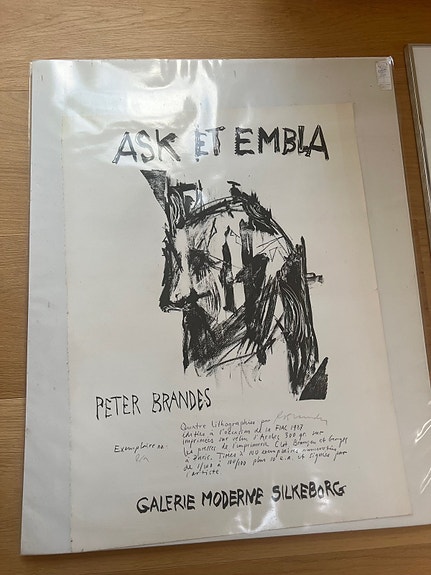 ASK ET EMBLA
PETER BRANDES
Quatre lithographies par
éditées à l'occasion de la FIAC 1987
imprimées sur velin d'Arches 300 gr. sur
les presses de l'imprimerie Clot, Bramsen et Georges
à Paris. Tirées à 100 exemplaires numérotées
de 1/100 à 100/100 plus 10 e.a. et signées par
l'artiste.
Exemplaire no.
GALERIE MODERNE SILKEBORG